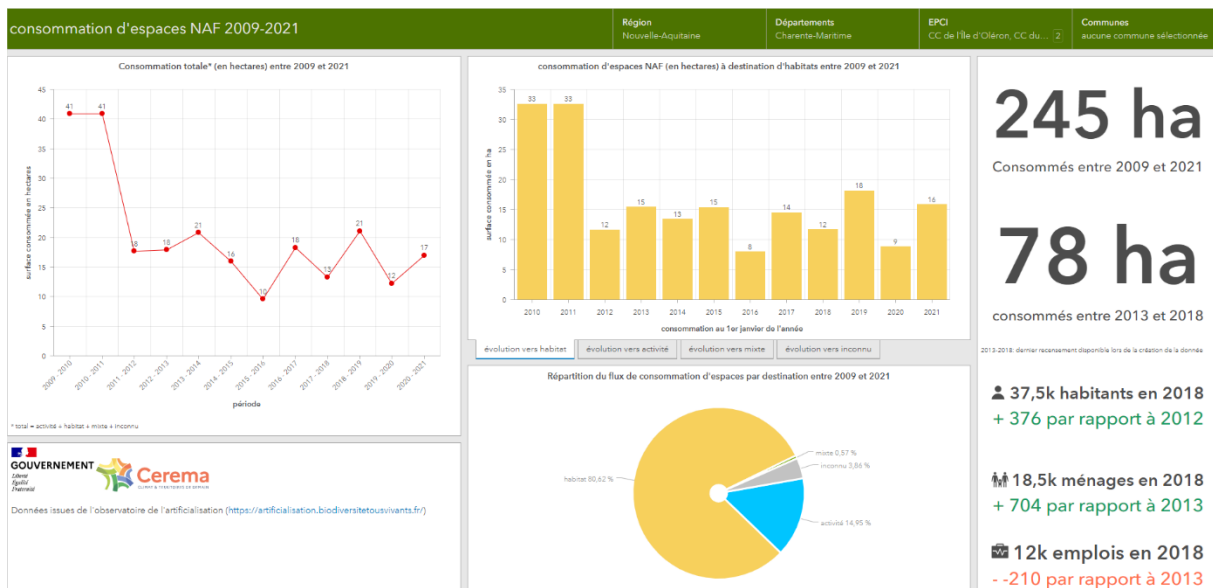 consommation d'espaces NAF 2009-2021
Région
Nouvelle-Aquitaine
Départements
Charente-Maritime
EPCI
CC de l'Île d'Oléron, CC du... 2
Communes
aucune commune sélectionnée
Consommation totale* (en hectares) entre 2009 et 2021
surface consommée en hectares
45
40
35
30
25
20
15
10
5
0
41
41
18
18
21
16
10
18
13
21
12
17
2009 - 2010
2010 - 2011
2011 - 2012
2012 - 2013
2013 - 2014
2014 - 2015
2015 - 2016
2016 - 2017
2017 - 2018
2018 - 2019
2019 - 2020
2020 - 2021
période
* total = activité + habitat + mixte + inconnu
GOUVERNEMENT
Liberté
Égalité
Fraternité
Cerema
CLIMAT & TERRITOIRES DE DEMAIN
Données issues de l'observatoire de l'artificialisation (https://artificialisation.biodiversitetousvivants.fr/)
consommation d'espaces NAF (en hectares) à destination d'habitats entre 2009 et 2021
surface consommée en ha
35
30
25
20
15
10
5
0
33
33
12
15
13
15
8
14
12
18
9
16
2010
2011
2012
2013
2014
2015
2016
2017
2018
2019
2020
2021
consommation au 1er janvier de l'année
évolution vers habitat
évolution vers activité
évolution vers mixte
évolution vers inconnu
Répartition du flux de consommation d'espaces par destination entre 2009 et 2021
mixte 0,57 %
inconnu 3,86 %
habitat 80,62 %
activité 14,95 %
245 ha
Consommés entre 2009 et 2021
78 ha
consommés entre 2013 et 2018
2013-2018: dernier recensement disponible lors de la création de la donnée
37,5k habitants en 2018
+ 376 par rapport à 2012
18,5k ménages en 2018
+ 704 par rapport à 2013
12k emplois en 2018
- -210 par rapport à 2013